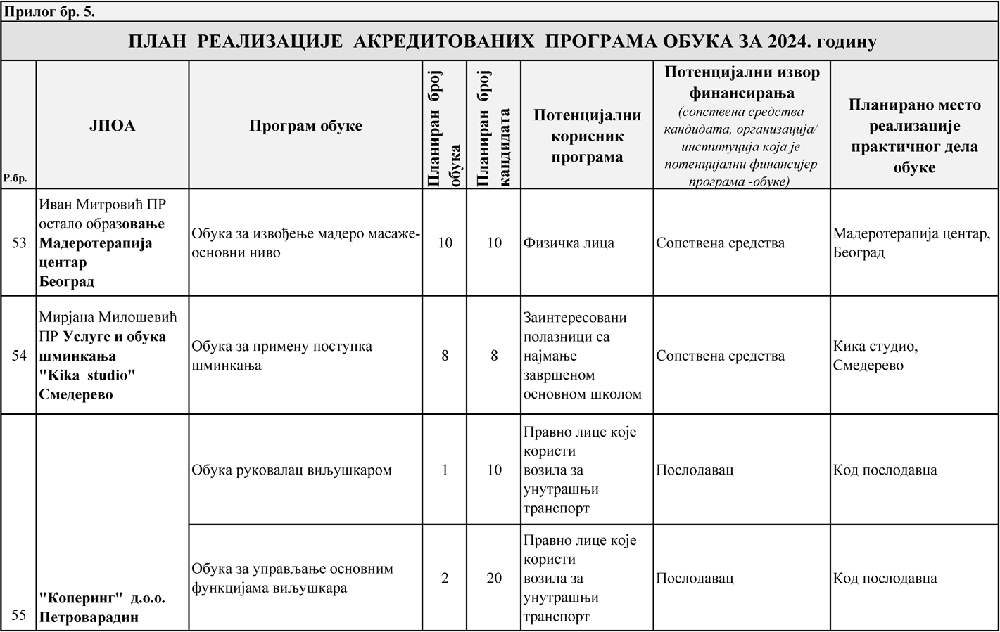 Прилог бр. 5.
ПЛАН РЕАЛИЗАЦИЈЕ АКРЕДИТОВАНИХ ПРОГРАМА ОБУКА ЗА 2024. годину
Р.бр.
ЈПОА
Програм обуке
Планиран број
обука
Планиран број
кандидата
Потенцијални
корисник
програма
Потенцијални извор
финансирања
(сопствена средства
кандидата, организација/
институција која је
потенцијални финансијер
програма -обуке)
Планирано место
реализације
практичног дела
обуке
53
Иван Митровић ПР
остало образовање
Мадеротерапија
центар
Београд
Обука за извођење мадеро масаже-
основни ниво
10
10
Физичка лица
Сопствена средства
Мадеротерапија центар,
Београд
54
Мирјана Милошевић
ПР Услуге и обука
шминкања
"Kika studio"
Смедерево
Обука за примену поступка
шминкања
8
8
Заинтересовани
полазници са
најмање
завршеном
основном школом
Сопствена средства
Кика студио,
Смедерево
55
"Коперинг" д.о.о.
Петроварадин
Обука руковалац виљушкаром
1
10
Правно лице које
користи
возила за
унутрашњи
транспорт
Послодавац
Код послодавца
Обука за управљање основним
функцијама виљушкара
2
20
Правно лице које
користи
возила за
унутрашњи
транспорт
Послодавац
Код послодавца